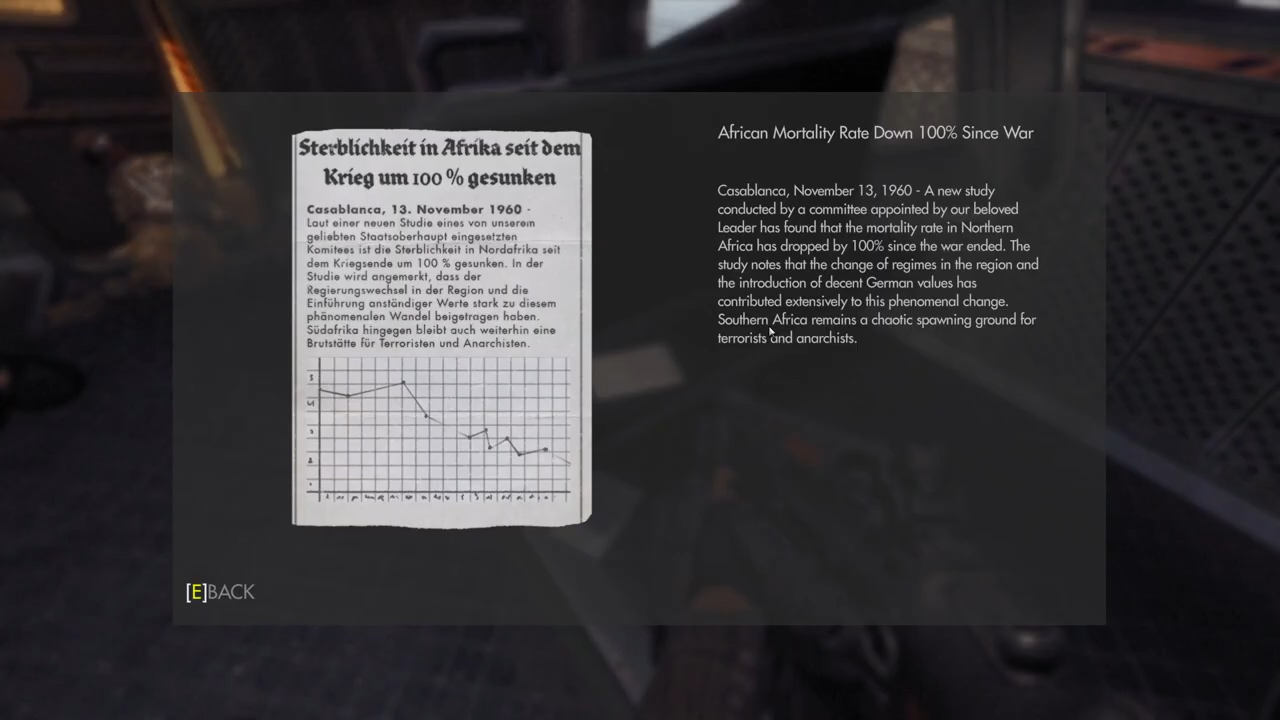 Sterblichkeit in Afrika seit dem
Krieg um 100 % gesunken
Casablanca, 13. November 1960 -
Laut einer neuen Studie eines von unserem
geliebten Staatsoberhaupt eingesetzten
Komitees ist die Sterblichkeit in Nordafrika seit
dem Kriegsende um 100 % gesunken. In der
Studie wird angemerkt, dass der
Regierungswechsel in der Region und die
Einführung anständiger Werte stark zu diesem
phänomenalen Wandel beigetragen haben.
Südafrika hingegen bleibt auch weiterhin eine
Brutstätte für Terroristen und Anarchisten.
African Mortality Rate Down 100% Since War
Casablanca, November 13, 1960 - A new study
conducted by a committee appointed by our beloved
Leader has found that the mortality rate in Northern
Africa has dropped by 100% since the war ended. The
study notes that the change of regimes in the region and
the introduction of decent German values has
contributed extensively to this phenomenal change.
Southern Africa remains a chaotic spawning ground for
terrorists and anarchists.
[E]BACK